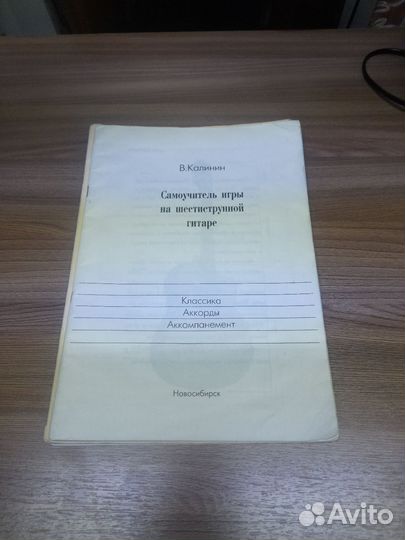 В.Калинин
Самоучитель игры
на шестиструнной
гитаре
Классика
Аккорды
Аккомпанемент
Новосибирск
Avito